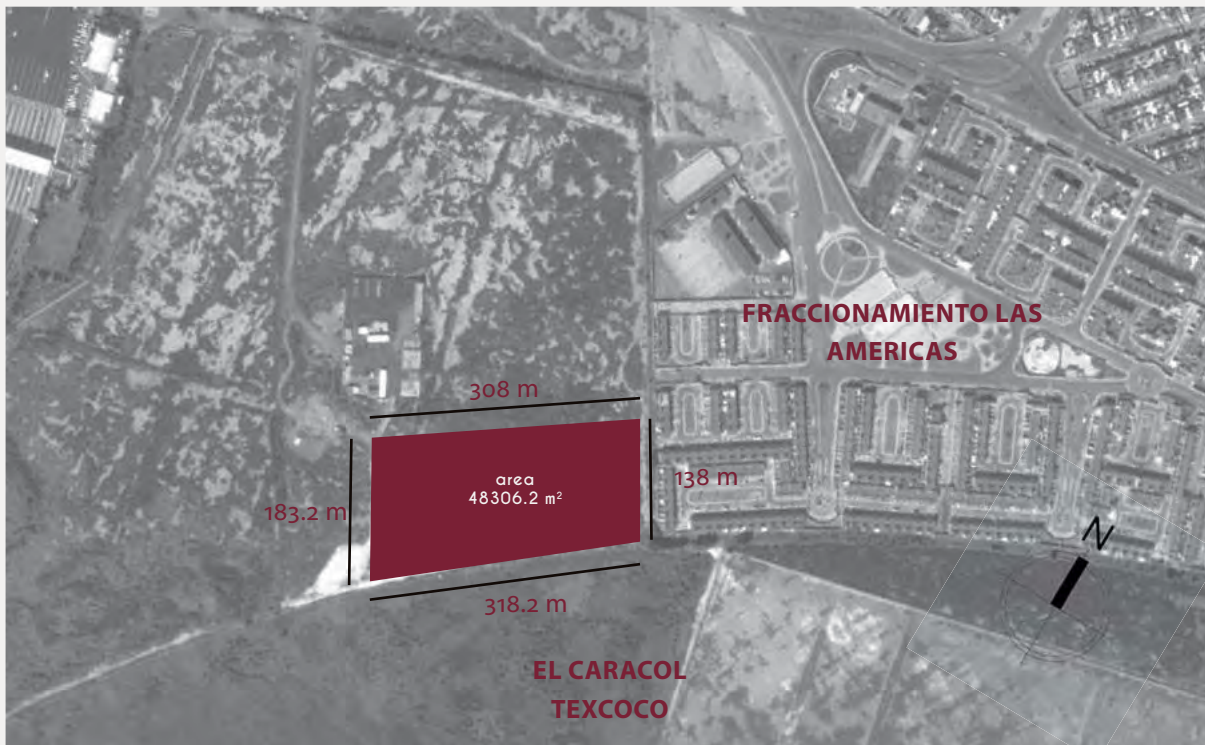 FRACCIONAMIENTO LAS
AMERICAS
308 m
area
48306.2 m²
138 m
183.2 m
318.2 m
N
EL CARACOL
TEXCOCO